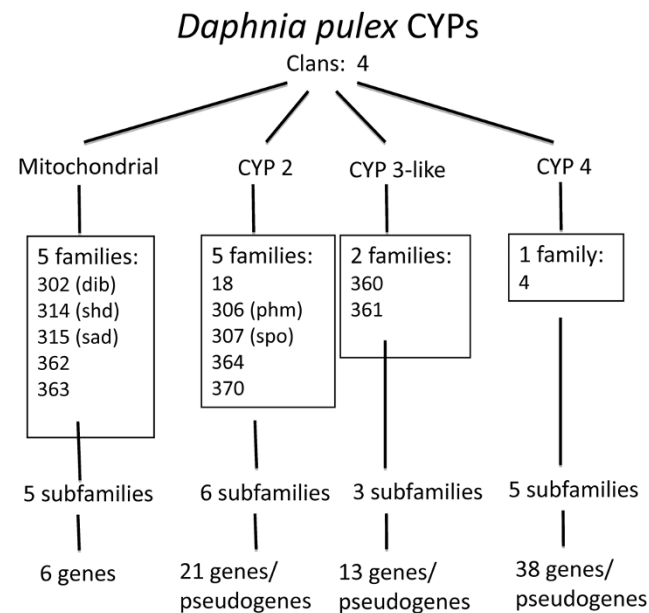 Daphnia pulex CYPs
Clans: 4
Mitochondrial
CYP 2
CYP 3-like
CYP 4
5 families:
302 (dib)
314 (shd)
315 (sad)
362
363
5 families:
18
306 (phm)
307 (spo)
364
370
2 families:
360
361
1 family:
4
5 subfamilies
6 subfamilies
3 subfamilies
5 subfamilies
6 genes
21 genes/
pseudogenes
13 genes/
pseudogenes
38 genes/
pseudogenes